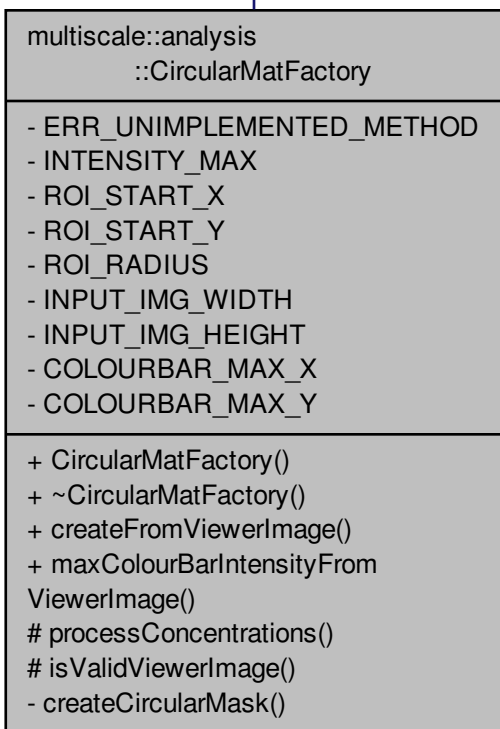 multiscale::analysis
::CircularMatFactory
- ERR_UNIMPLEMENTED_METHOD
- INTENSITY_MAX
- ROI_START_X
- ROI_START_Y
- ROI_RADIUS
- INPUT_IMG_WIDTH
- INPUT_IMG_HEIGHT
- COLOURBAR_MAX_X
- COLOURBAR_MAX_Y
+ CircularMatFactory()
+ ~CircularMatFactory()
+ createFromViewerImage()
+ maxColourBarIntensityFrom
ViewerImage()
# processConcentrations()
# isValidViewerImage()
- createCircularMask()